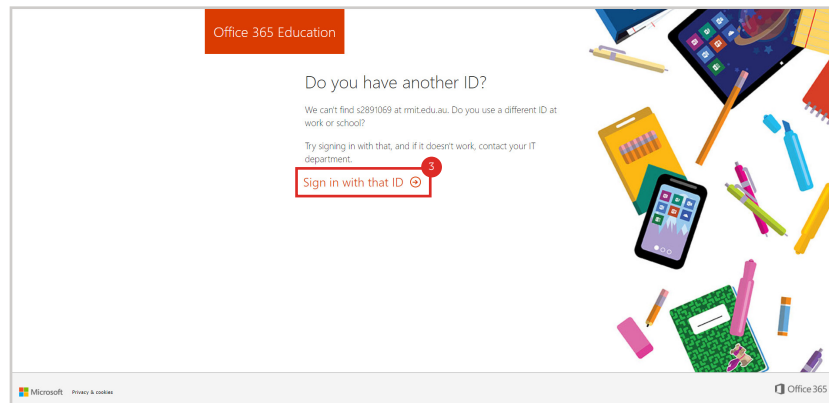 Office 365 Education
Do you have another ID?
We can't find s2891069 at rmit.edu.au. Do you use a different ID at
work or school?
Try signing in with that, and if it doesn't work, contact your IT
department.
3
Sign in with that ID
Microsoft Privacy & cookies
Office 365